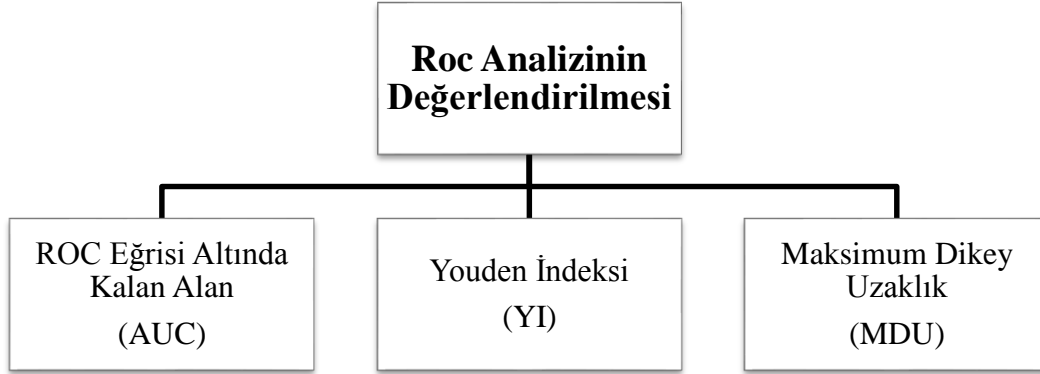 Roc Analizinin
Değerlendirilmesi
ROC Eğrisi Altında
Kalan Alan
(AUC)
Youden İndeksi
(YI)
Maksimum Dikey
Uzaklık
(MDU)